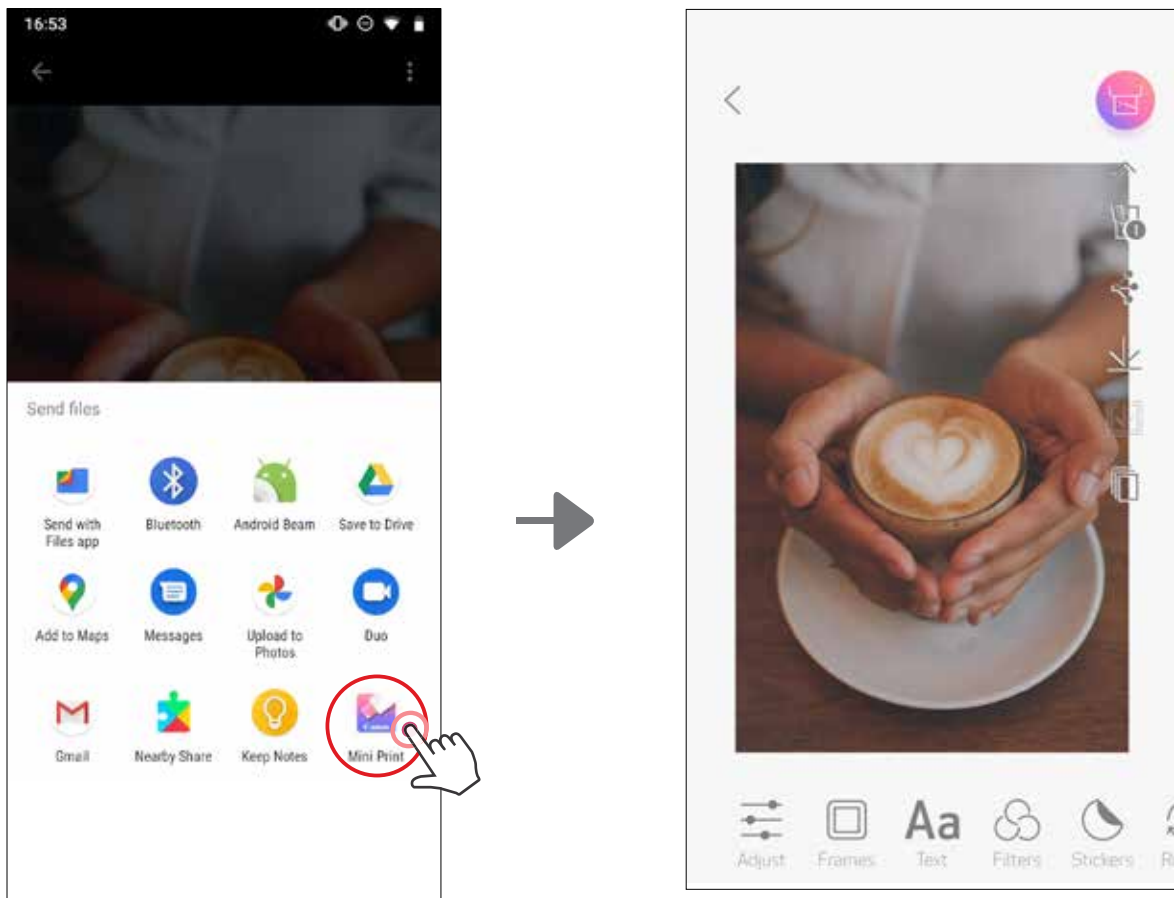 16:53
Send files
Send with
Files app
Bluetooth
Android Beam
Save to Drive
Add to Maps
Messages
Upload to
Photos
Duo
Gmail
Nearby Share
Keep Notes
Mini Print
1
Aa
Adjust
Frames
Text
Filters
Stickers